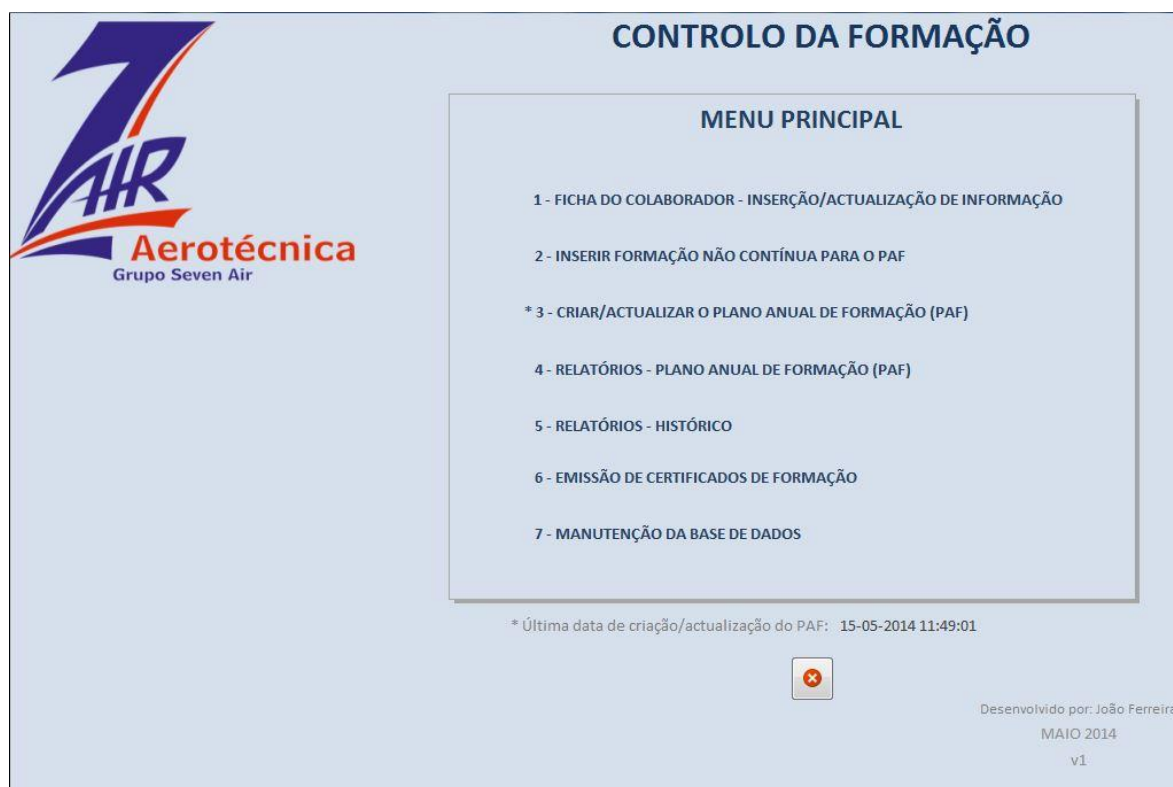 7
AIR
Aerotécnica
Grupo Seven Air
CONTROLO DA FORMAÇÃO
MENU PRINCIPAL
1 - FICHA DO COLABORADOR - INSERÇÃO/ACTUALIZAÇÃO DE INFORMAÇÃO
2 - INSERIR FORMAÇÃO NÃO CONTÍNUA PARA O PAF
* 3 - CRIAR/ACTUALIZAR O PLANO ANUAL DE FORMAÇÃO (PAF)
4 - RELATÓRIOS - PLANO ANUAL DE FORMAÇÃO (PAF)
5 - RELATÓRIOS - HISTÓRICO
6 - EMISSÃO DE CERTIFICADOS DE FORMAÇÃO
7 - MANUTENÇÃO DA BASE DE DADOS
* Última data de criação/actualização do PAF: 15-05-2014 11:49:01
Desenvolvido por: João Ferreira
MAIO 2014
v1